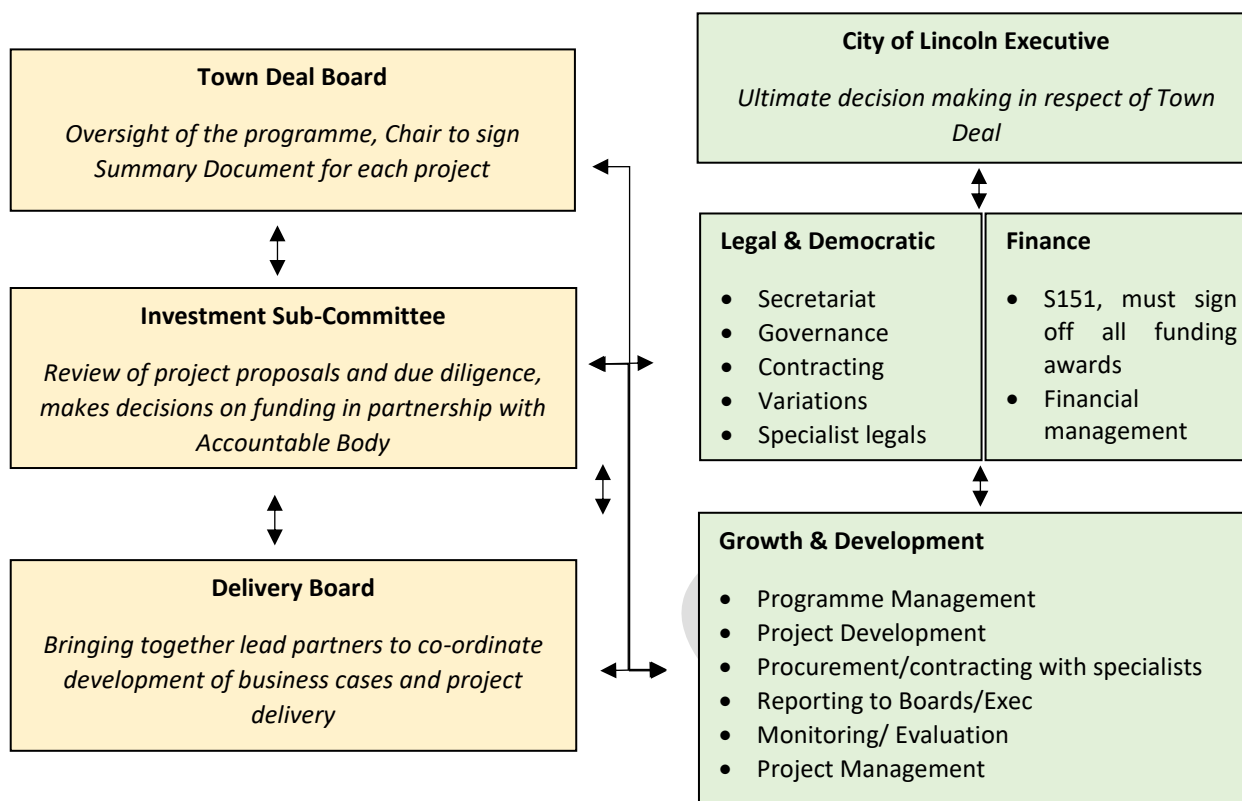 Town Deal Board
Oversight of the programme, Chair to sign
Summary Document for each project
Investment Sub-Committee
Review of project proposals and due diligence,
makes decisions on funding in partnership with
Accountable Body
Delivery Board
Bringing together lead partners to co-ordinate
development of business cases and project
delivery
City of Lincoln Executive
Ultimate decision making in respect of Town
Deal
Legal & Democratic
• Secretariat
• Governance
• Contracting
• Variations
• Specialist legals
Finance
• S151, must sign
off all funding
awards
• Financial
management
Growth & Development
• Programme Management
• Project Development
• Procurement/contracting with specialists
• Reporting to Boards/Exec
• Monitoring/ Evaluation
• Project Management